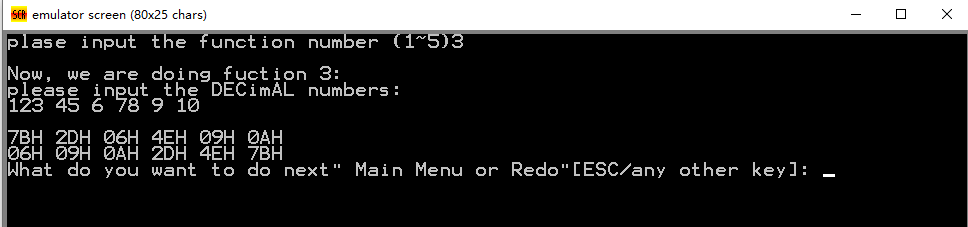 SCR emulator screen (80x25 chars)
plase input the function number (1~5)3
Now, we are doing fuction 3:
please input the DECimAL numbers:
123 45 6 78 9 10
7BH 2DH 06H 4EH 09H 0AH
06H 09H 0AH 2DH 4EH 7BH
What do you want to do next" Main Menu or Redo"[ESC/any other key]: _